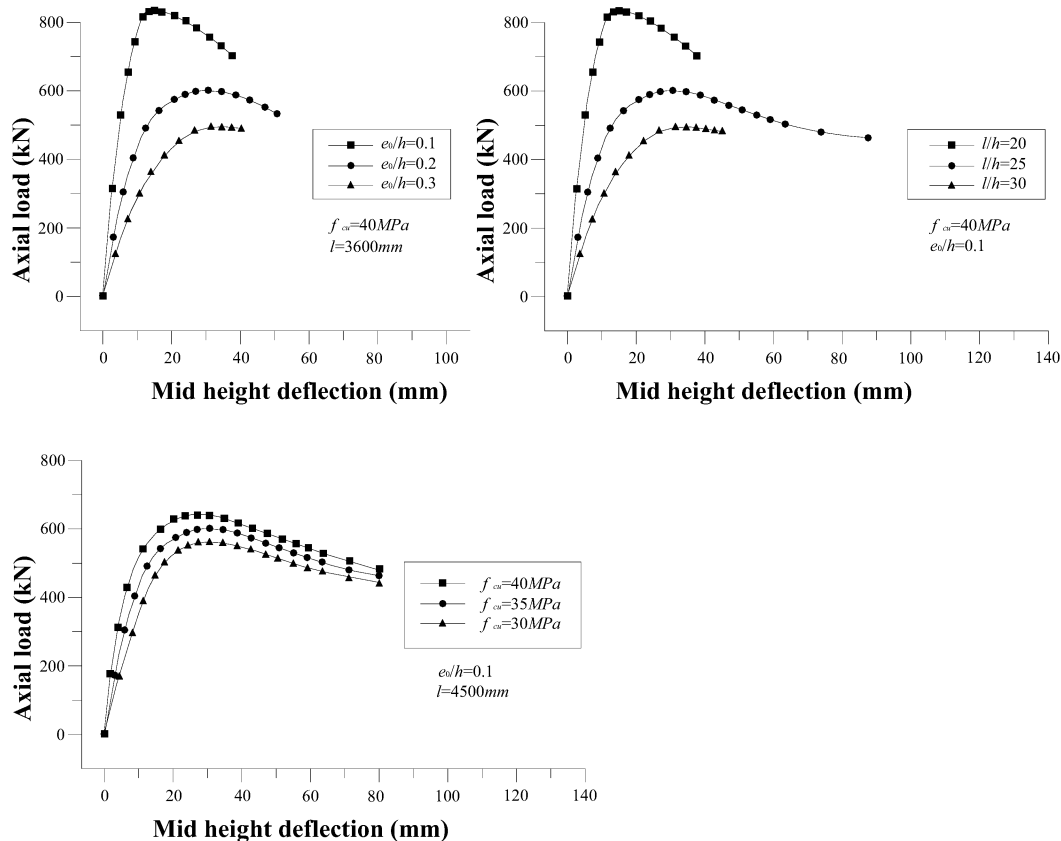 800
600
400
200
0
Axial load (kN)
e₀/h=0.1
e₀/h=0.2
e₀/h=0.3
f cu=40MPa
l=3600mm
0 20 40 60 80 100
Mid height deflection (mm)
800
600
400
200
0
Axial load (kN)
l/h=20
l/h=25
l/h=30
f cu=40MPa
e₀/h=0.1
0 20 40 60 80 100 120 140
Mid height deflection (mm)
800
600
400
200
0
Axial load (kN)
f cu=40MPa
f cu=35MPa
f cu=30MPa
e₀/h=0.1
l=4500mm
0 20 40 60 80 100 120 140
Mid height deflection (mm)